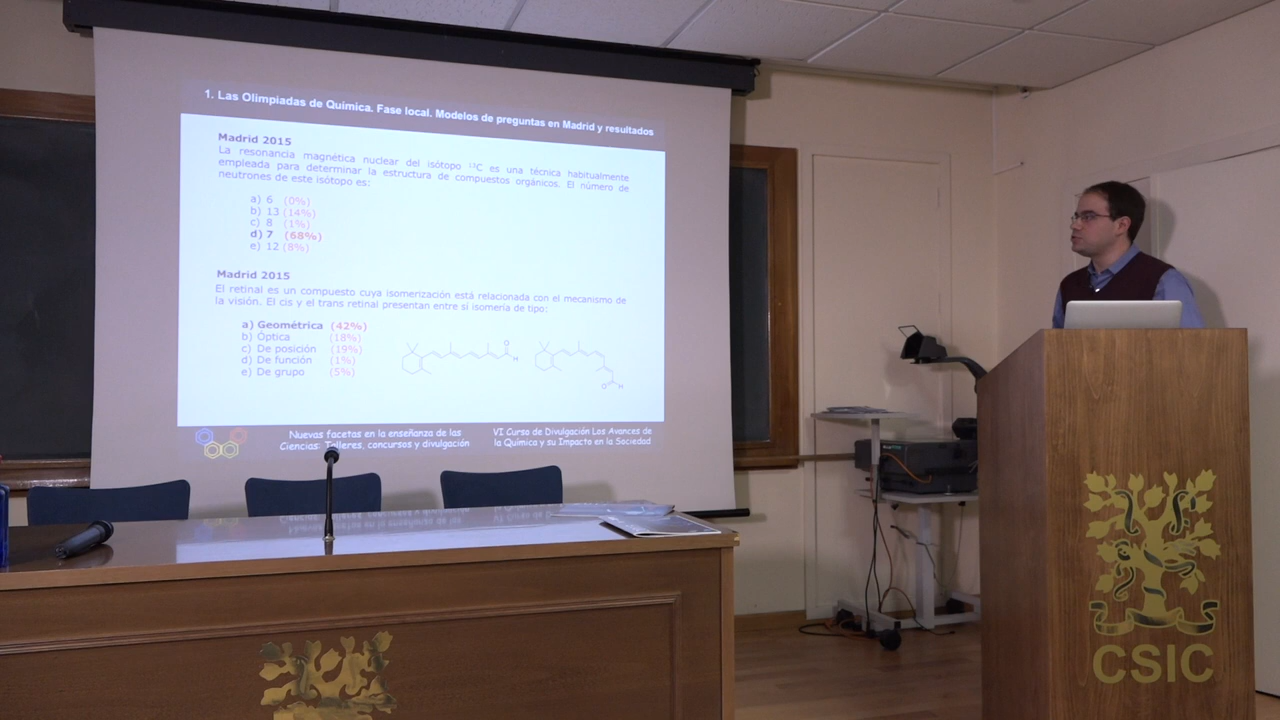 1. Las Olimpiadas de Química. Fase local. Modelos de preguntas en Madrid y resultados
Madrid 2015
La resonancia magnética nuclear del isótopo ¹³C es una técnica habitualmente
empleada para determinar la estructura de compuestos orgánicos. El número de
neutrones de este isótopo es:
a) 6 (0%)
b) 13 (14%)
c) 8 (1%)
d) 7 (68%)
e) 12 (8%)
Madrid 2015
El retinal es un compuesto cuya isomerización está relacionada con el mecanismo de
la visión. El cis y el trans retinal presentan entre sí isomería de tipo:
a) Geométrica (42%)
b) Óptica (18%)
c) De posición (19%)
d) De función (1%)
e) De grupo (5%)
O
H
O
H
Nuevas facetas en la enseñanza de las
Ciencias: Talleres, concursos y divulgación
VI Curso de Divulgación Los Avances de
la Química y su Impacto en la Sociedad
CSIC